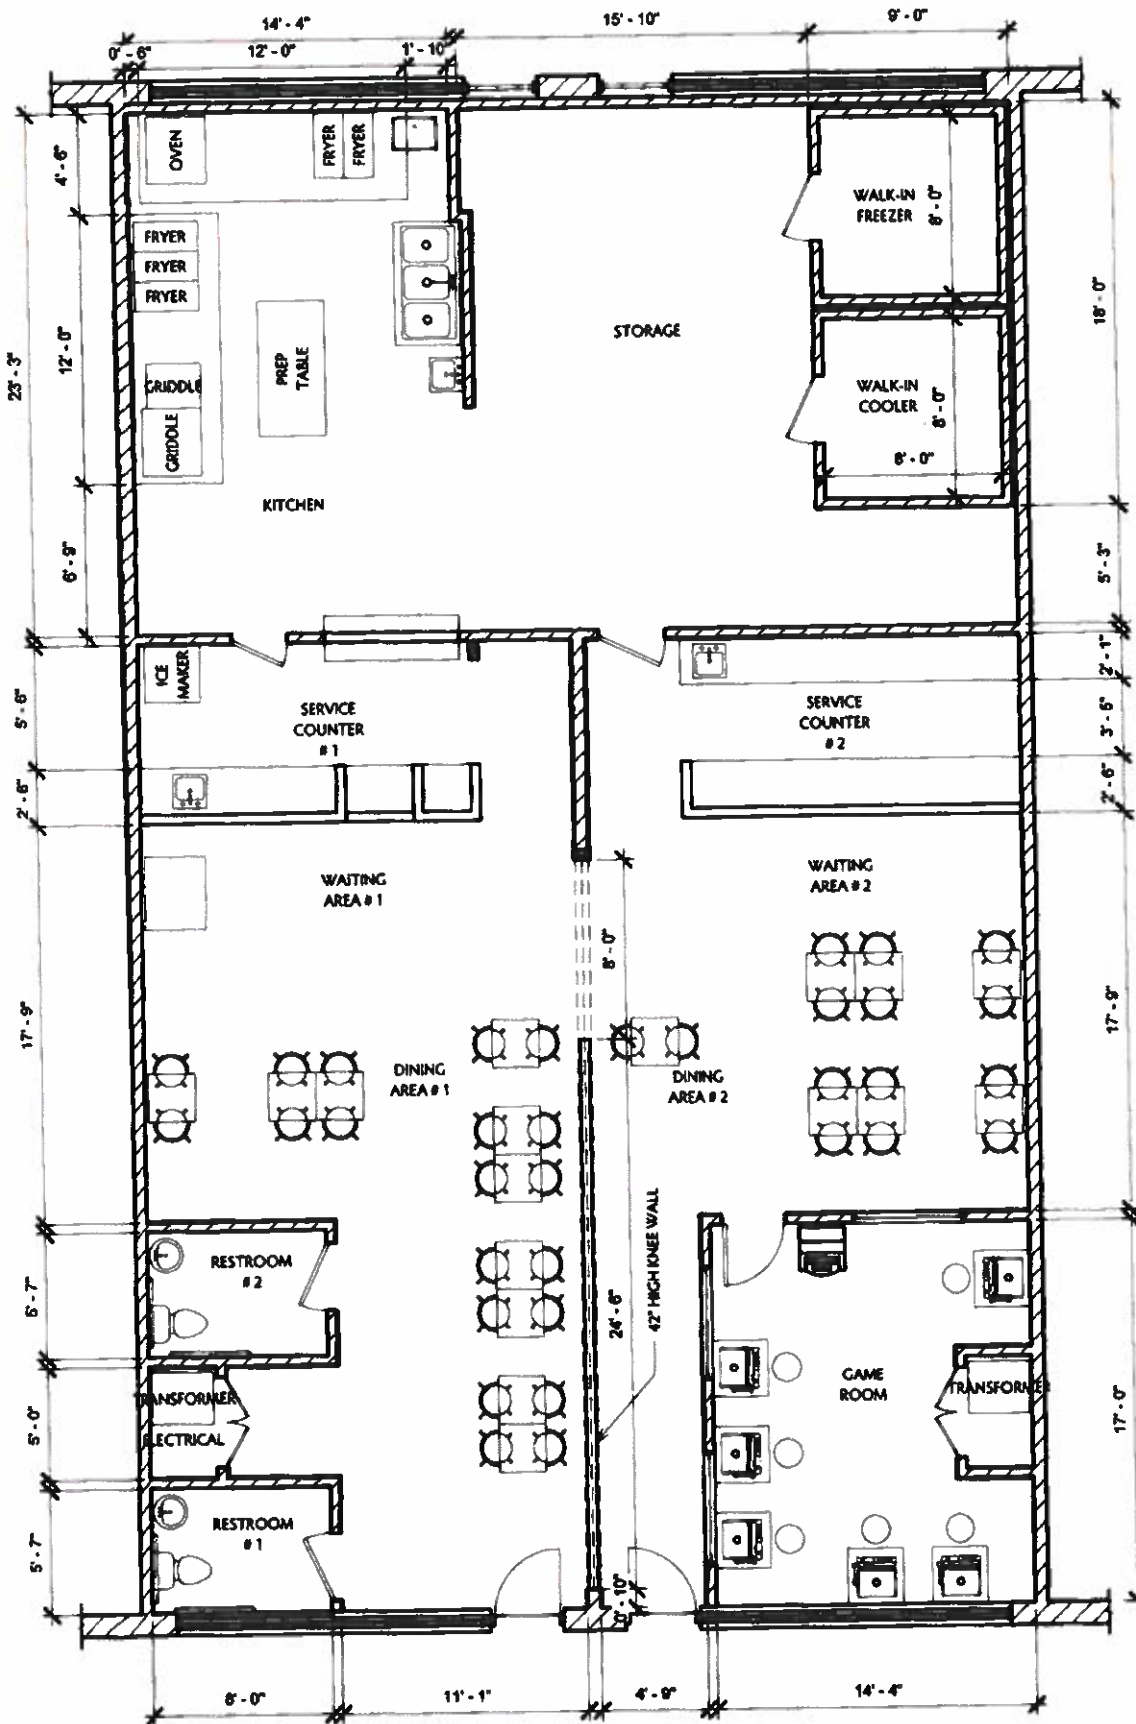 14' - 4"
15' - 10"
9' - 0"
0' - 6"
12' - 0"
1' - 10"
OVEN
FRYER
FRYER
4' - 6"
WALK-IN
FREEZER
8' - 0"
FRYER
FRYER
FRYER
12' - 0"
23' - 3"
PREP
TABLE
STORAGE
18' - 0"
GRIDDLE
GRIDDLE
WALK-IN
COOLER
8' - 0"
8' - 0"
KITCHEN
6' - 9"
5' - 3"
ICE
MAKER
2' - 1"
SERVICE
COUNTER
# 1
SERVICE
COUNTER
# 2
5' - 6"
3' - 6"
2' - 6"
2' - 6"
WAITING
AREA # 1
WAITING
AREA # 2
8' - 0"
17' - 9"
17' - 9"
DINING
AREA # 1
DINING
AREA # 2
42" HIGH KNEE WALL
24' - 6"
RESTROOM
# 2
5' - 7"
GAME
ROOM
TRANSFORMER
TRANSFORMER
ELECTRICAL
5' - 0"
17' - 0"
RESTROOM
# 1
5' - 7"
0' - 10"
8' - 0"
11' - 1"
4' - 9"
14' - 4"